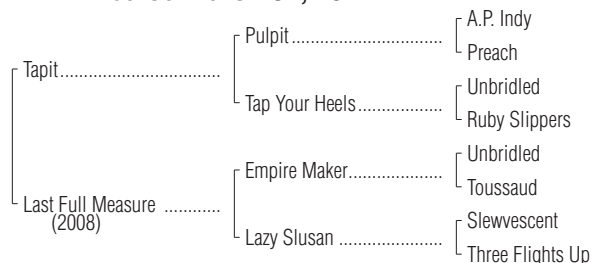 A.P. Indy
Pulpit
Preach
Tapit
Unbridled
Tap Your Heels
Ruby Slippers
Unbridled
Empire Maker
Toussaud
Last Full Measure
(2008)
Slewvescent
Lazy Slusan
Three Flights Up